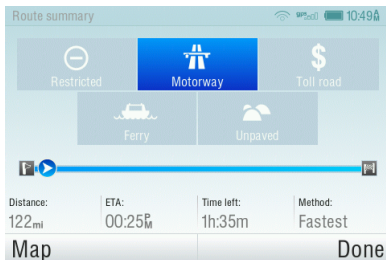 Route summary 10:49A
Restricted Motorway $ Toll road
Ferry Unpaved
Distance: ETA: Time left: Method:
122mi 00:25PM 1h:35m Fastest
Map Done